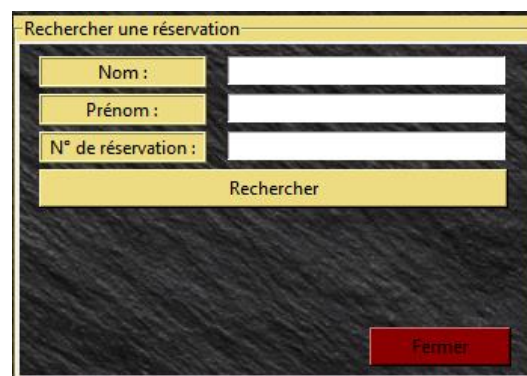 Rechercher une réservation
Nom :
Prénom :
N° de réservation :
Rechercher
Fermer